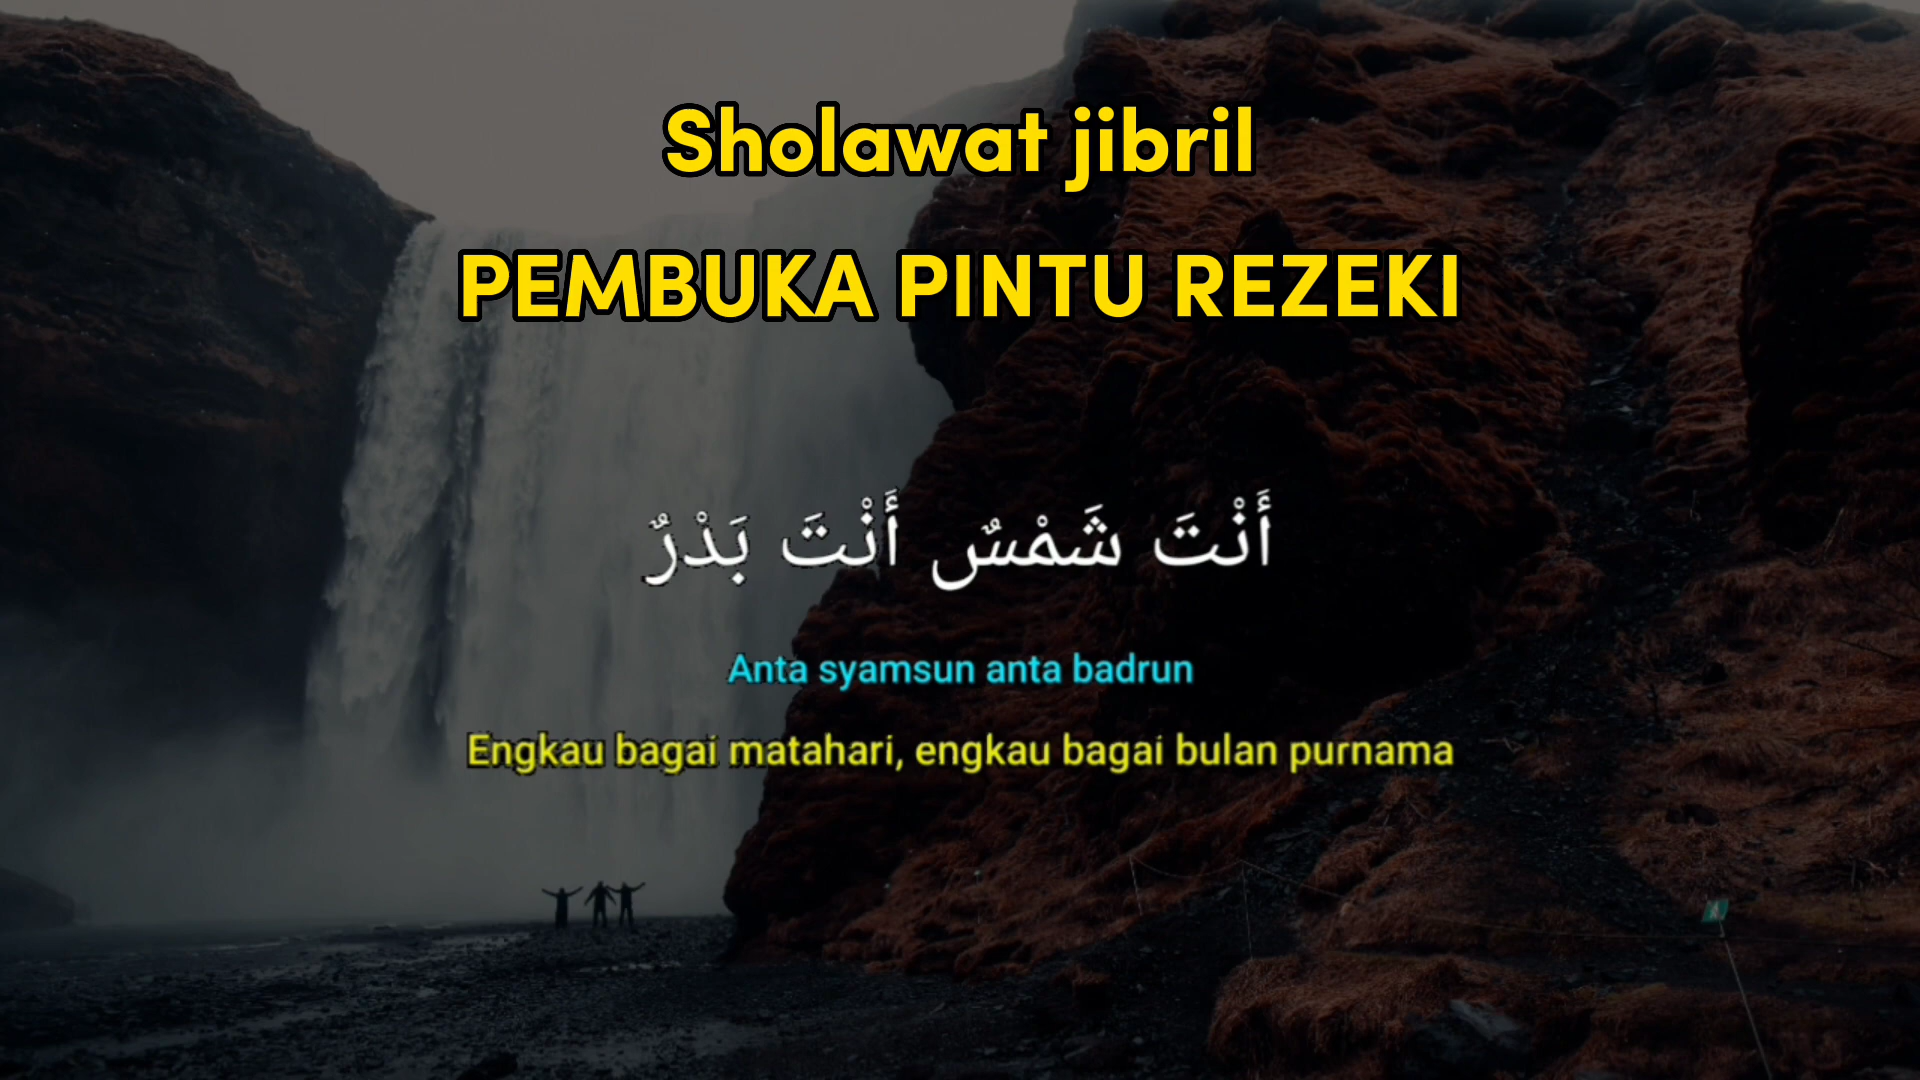 Sholawat jibril
PEMBUKA PINTU REZEKI
أَنْتَ شَمْسٌ أَنْتَ بَدْرٌ
Anta syamsun anta badrun
Engkau bagai matahari, engkau bagai bulan purnama